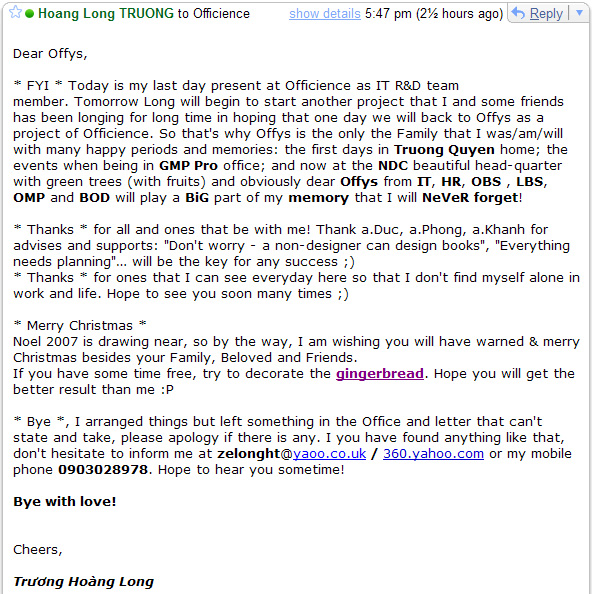 Hoang Long TRUONG to Officience show details 5:47 pm (2½ hours ago) Reply
Dear Offys,
* FYI * Today is my last day present at Officience as IT R&D team
member. Tomorrow Long will begin to start another project that I and some friends
has been longing for long time in hoping that one day we will back to Offys as a
project of Officience. So that's why Offys is the only the Family that I was/am/will
with many happy periods and memories: the first days in Truong Quyen home; the
events when being in GMP Pro office; and now at the NDC beautiful head-quarter
with green trees (with fruits) and obviously dear Offys from IT, HR, OBS , LBS,
OMP and BOD will play a BiG part of my memory that I will NeVeR forget!
* Thanks * for all and ones that be with me! Thank a.Duc, a.Phong, a.Khanh for
advises and supports: "Don't worry - a non-designer can design books", "Everything
needs planning"... will be the key for any success ;)
* Thanks * for ones that I can see everyday here so that I don't find myself alone in
work and life. Hope to see you soon many times ;)
* Merry Christmas *
Noel 2007 is drawing near, so by the way, I am wishing you will have warned & merry
Christmas besides your Family, Beloved and Friends.
If you have some time free, try to decorate the gingerbread. Hope you will get the
better result than me :P
* Bye *, I arranged things but left something in the Office and letter that can't
state and take, please apology if there is any. I you have found anything like that,
don't hesitate to inform me at zelonght@yaoo.co.uk / 360.yahoo.com or my mobile
phone 0903028978. Hope to hear you sometime!
Bye with love!
Cheers,
Trương Hoàng Long